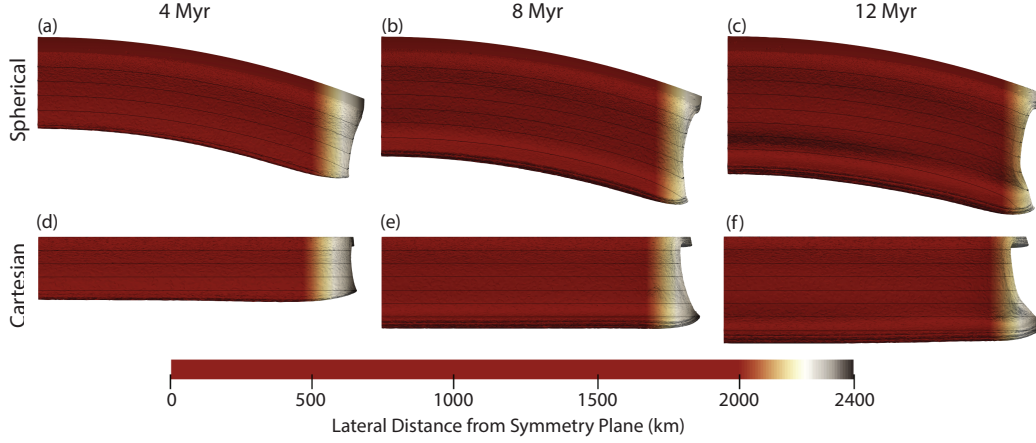 4 Myr 8 Myr 12 Myr
(a) (b) (c)
Spherical
(d) (e) (f)
Cartesian
0 500 1000 1500 2000 2400
Lateral Distance from Symmetry Plane (km)